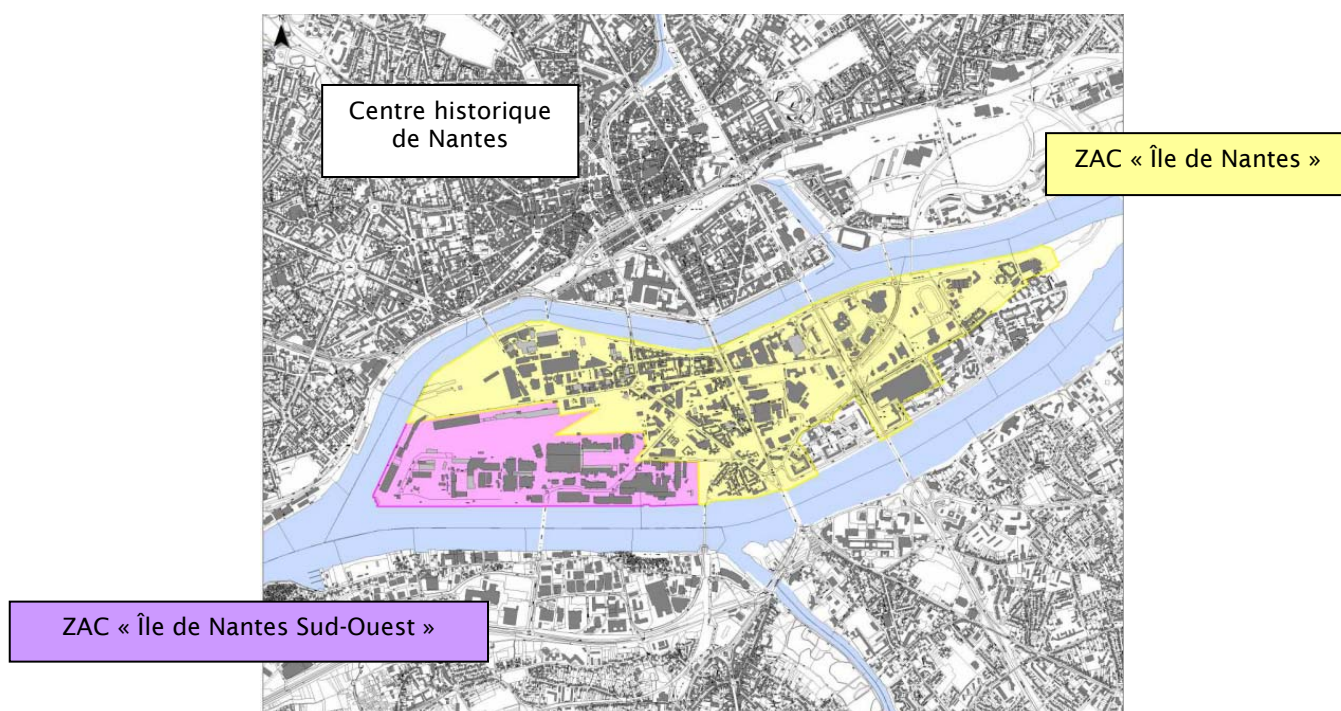 Centre historique
de Nantes
ZAC « Île de Nantes »
ZAC « Île de Nantes Sud-Ouest »